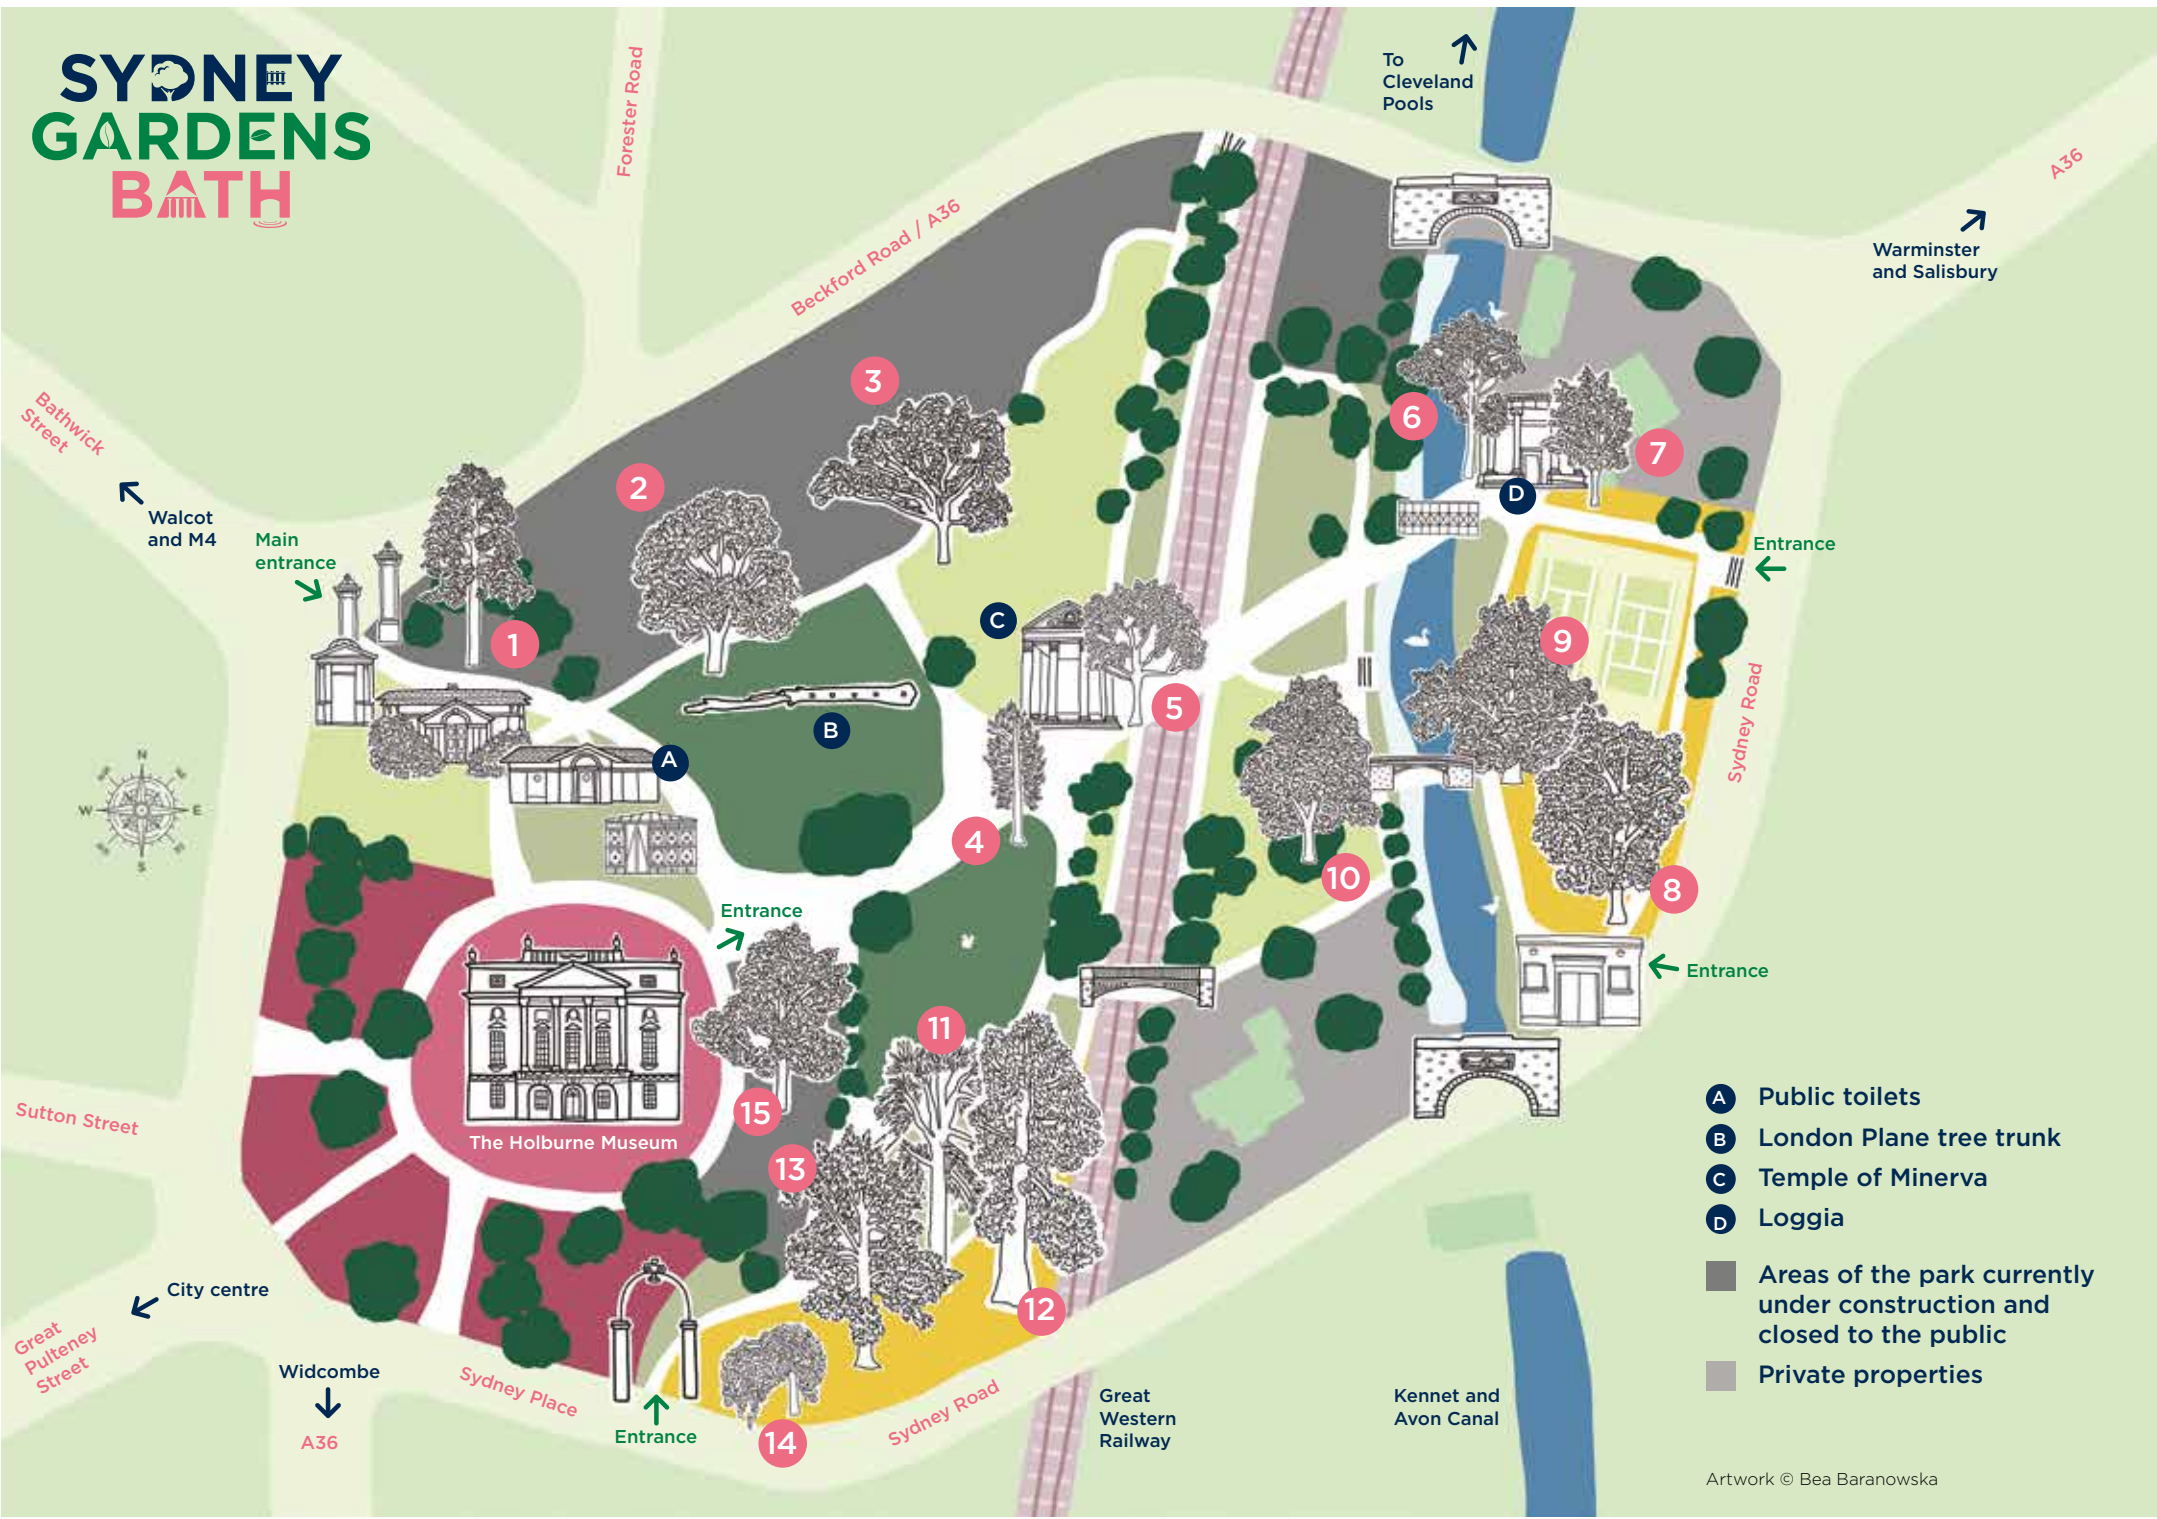 SYDNEY
GARDENS
BATH
To
Cleveland
Pools
Forester Road
A36
Beckford Road / A36
Warminster
and Salisbury
Bathwick
Street
Walcot
and M4
Main
entrance
3
2
6
7
D
Entrance
1
C
9
5
B
A
N
W
E
S
Sydney Road
4
10
8
Entrance
Entrance
11
15
13
The Holburne Museum
Sutton Street
City centre
Great
Pulteney
Street
Widcombe
A36
Sydney Place
Entrance
14
12
Sydney Road
Great
Western
Railway
Kennet and
Avon Canal
A Public toilets
B London Plane tree trunk
C Temple of Minerva
D Loggia
Areas of the park currently
under construction and
closed to the public
Private properties
Artwork © Bea Baranowska